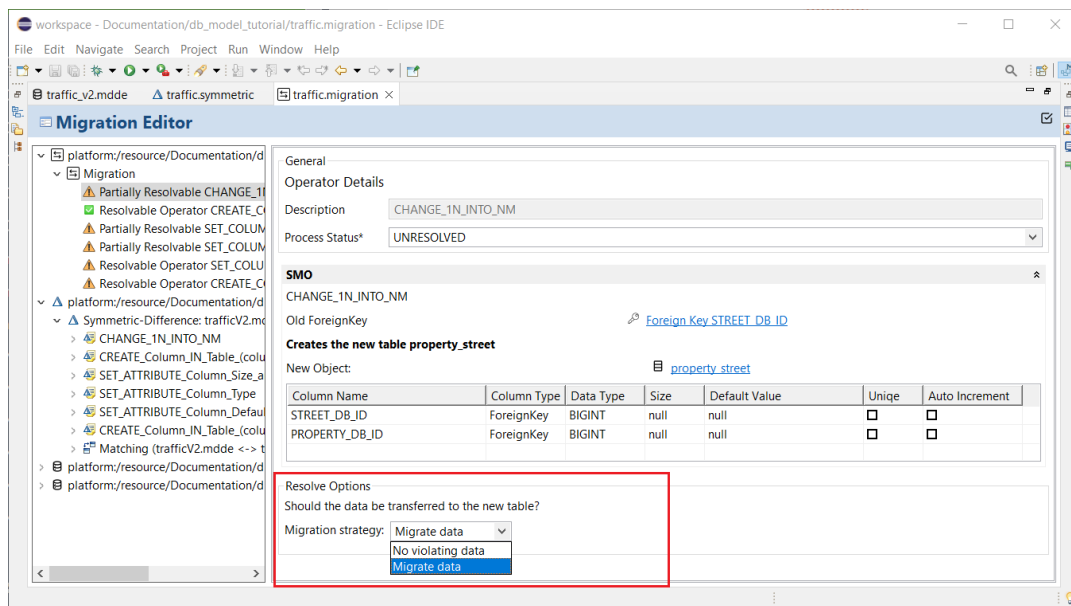 workspace - Documentation/db_model_tutorial/traffic.migration - Eclipse IDE
File Edit Navigate Search Project Run Window Help
traffic_v2.mdde traffic.symmetric traffic.migration
Migration Editor
platform:/resource/Documentation/d
Migration
Partially Resolvable CHANGE_1
Resolvable Operator CREATE_C
Partially Resolvable SET_COLUM
Partially Resolvable SET_COLUM
Resolvable Operator SET_COLU
Resolvable Operator CREATE_C
platform:/resource/Documentation/d
Symmetric-Difference: trafficV2.md
CHANGE_1N_INTO_NM
CREATE_Column_IN_Table_(colu
SET_ATTRIBUTE_Column_Size_a
SET_ATTRIBUTE_Column_Type
SET_ATTRIBUTE_Column_Defaul
CREATE_Column_IN_Table_(colu
Matching (trafficV2.mdde <-> t
platform:/resource/Documentation/d
platform:/resource/Documentation/d
General
Operator Details
Description CHANGE_1N_INTO_NM
Process Status* UNRESOLVED
SMO
CHANGE_1N_INTO_NM
Old ForeignKey Foreign Key STREET_DB_ID
Creates the new table property_street
New Object: property_street
Column Name Column Type Data Type Size Default Value Uniqe Auto Increment
STREET_DB_ID ForeignKey BIGINT null null
PROPERTY_DB_ID ForeignKey BIGINT null null
Resolve Options
Should the data be transferred to the new table?
Migration strategy: Migrate data
No violating data
Migrate data